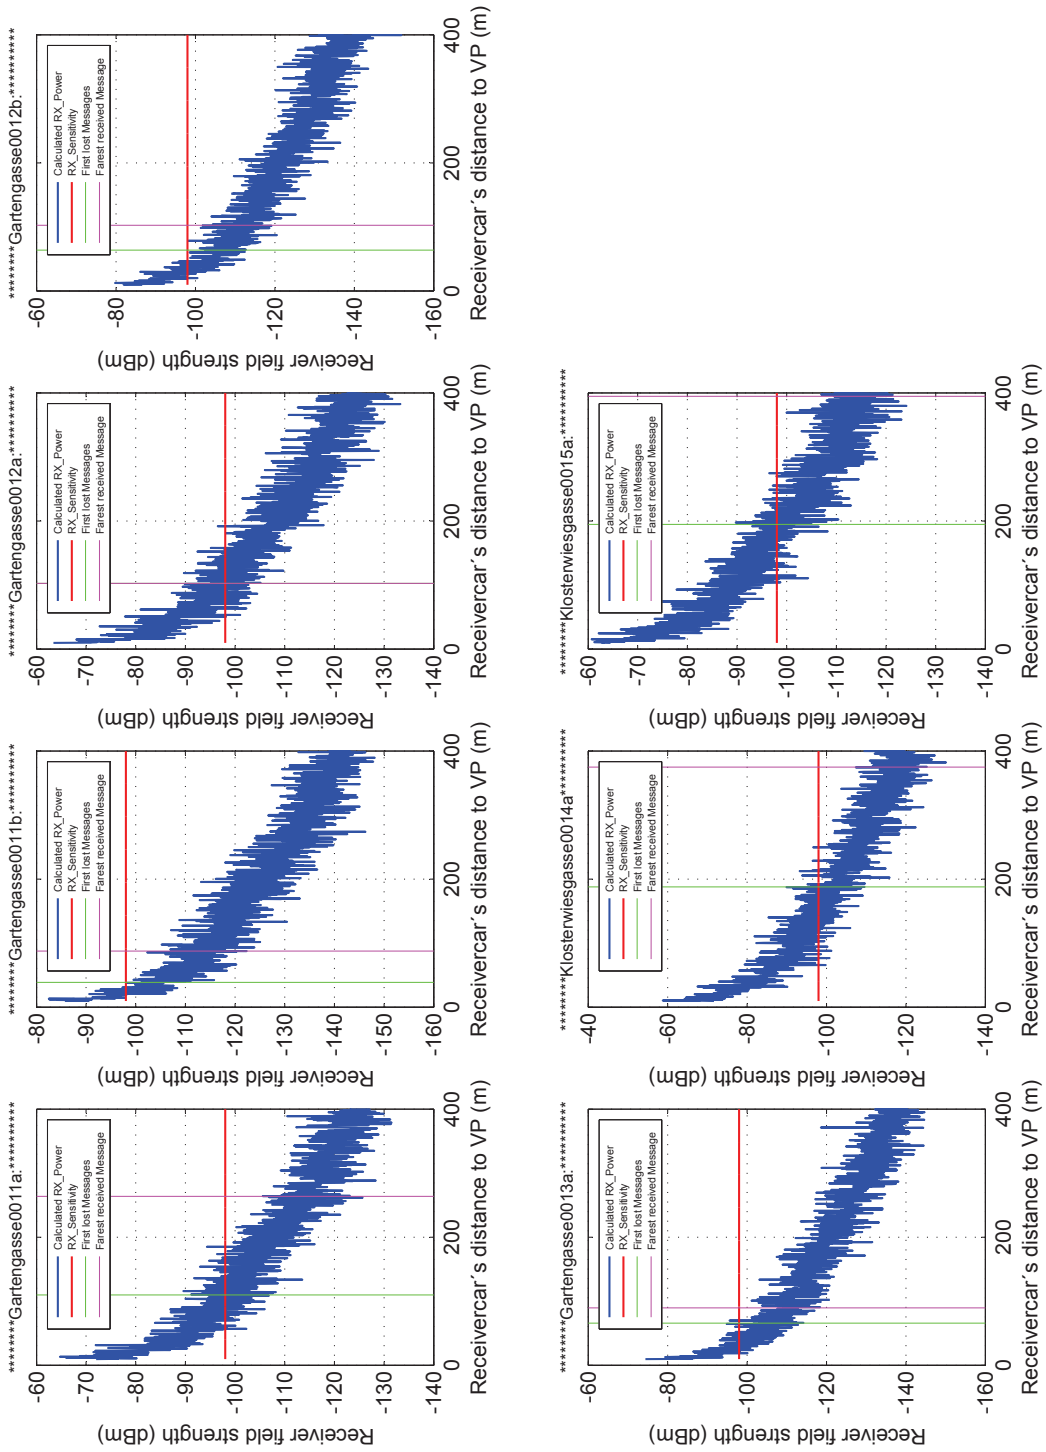 ********Gartengasse0011a:**********
-60
-70
-80
-90
-100
-110
-120
-130
-140
Receiver field strength (dBm)
Calculated RX_Power
RX_Sensitivity
First lost Messages
Farest received Message
0 200 400
Receivercar´s distance to VP (m)
********Gartengasse0011b:**********
-80
-90
-100
-110
-120
-130
-140
-150
-160
Receiver field strength (dBm)
Calculated RX_Power
RX_Sensitivity
First lost Messages
Farest received Message
0 200 400
Receivercar´s distance to VP (m)
********Gartengasse0012a:**********
-60
-70
-80
-90
-100
-110
-120
-130
-140
Receiver field strength (dBm)
Calculated RX_Power
RX_Sensitivity
First lost Messages
Farest received Message
0 200 400
Receivercar´s distance to VP (m)
********Gartengasse0012b:**********
-60
-80
-100
-120
-140
-160
Receiver field strength (dBm)
Calculated RX_Power
RX_Sensitivity
First lost Messages
Farest received Message
0 200 400
Receivercar´s distance to VP (m)
********Gartengasse0013a:***********
-60
-80
-100
-120
-140
-160
Receiver field strength (dBm)
Calculated RX_Power
RX_Sensitivity
First lost Messages
Farest received Message
0 200 400
Receivercar´s distance to VP (m)
********Klosterwiesgasse0014a**********
-40
-60
-80
-100
-120
-140
Receiver field strength (dBm)
Calculated RX_Power
RX_Sensitivity
First lost Messages
Farest received Message
0 200 400
Receivercar´s distance to VP (m)
********Klosterwiesgasse0015a:**********
-60
-70
-80
-90
-100
-110
-120
-130
-140
Receiver field strength (dBm)
Calculated RX_Power
RX_Sensitivity
First lost Messages
Farest received Message
0 200 400
Receivercar´s distance to VP (m)